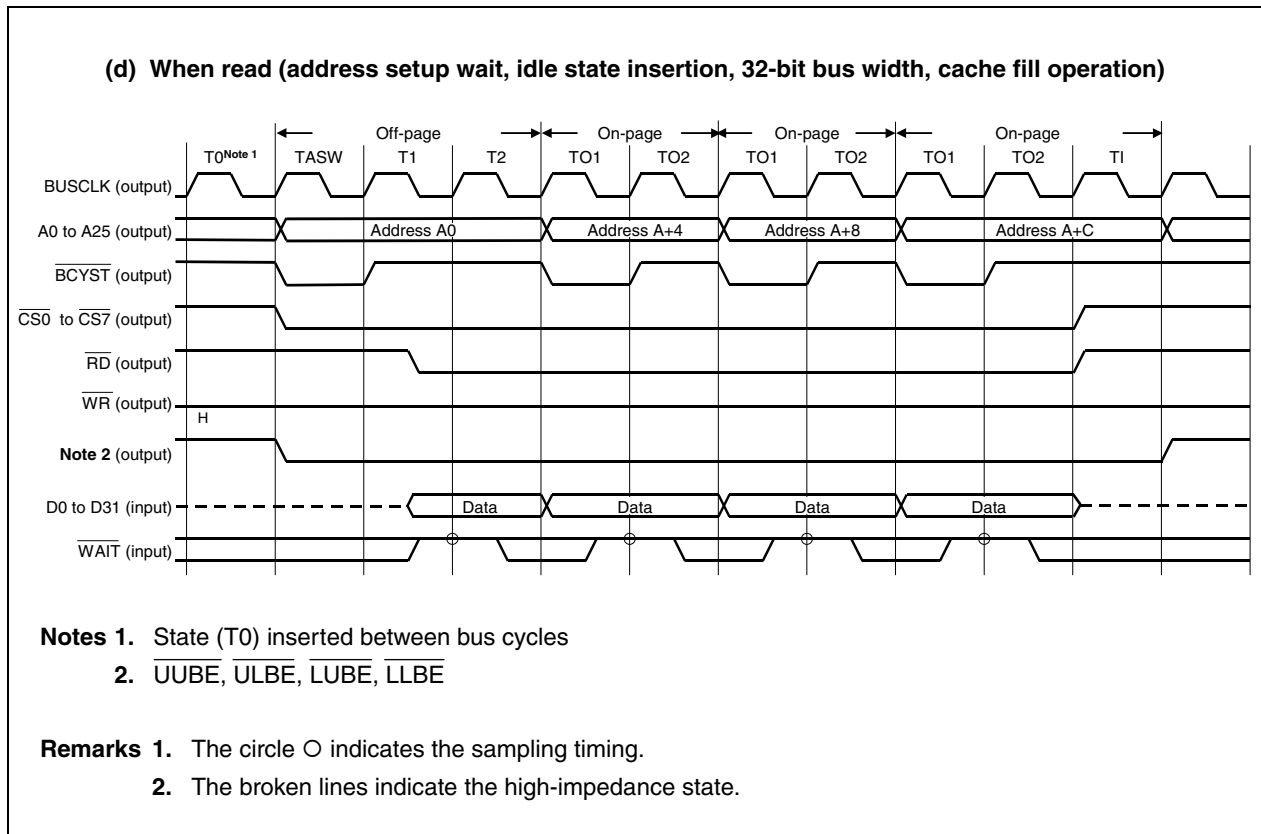 (d) When read (address setup wait, idle state insertion, 32-bit bus width, cache fill operation)
Off-page On-page On-page On-page
T0Note 1 TASW T1 T2 TO1 TO2 TO1 TO2 TO1 TO2 TI
BUSCLK (output)
A0 to A25 (output) Address A0 Address A+4 Address A+8 Address A+C
BCYST (output)
CS0 to CS7 (output)
RD (output)
WR (output)
H
Note 2 (output)
D0 to D31 (input) Data Data Data Data
WAIT (input)
Notes 1. State (T0) inserted between bus cycles
2. UUBE, ULBE, LUBE, LLBE
Remarks 1. The circle O indicates the sampling timing.
2. The broken lines indicate the high-impedance state.